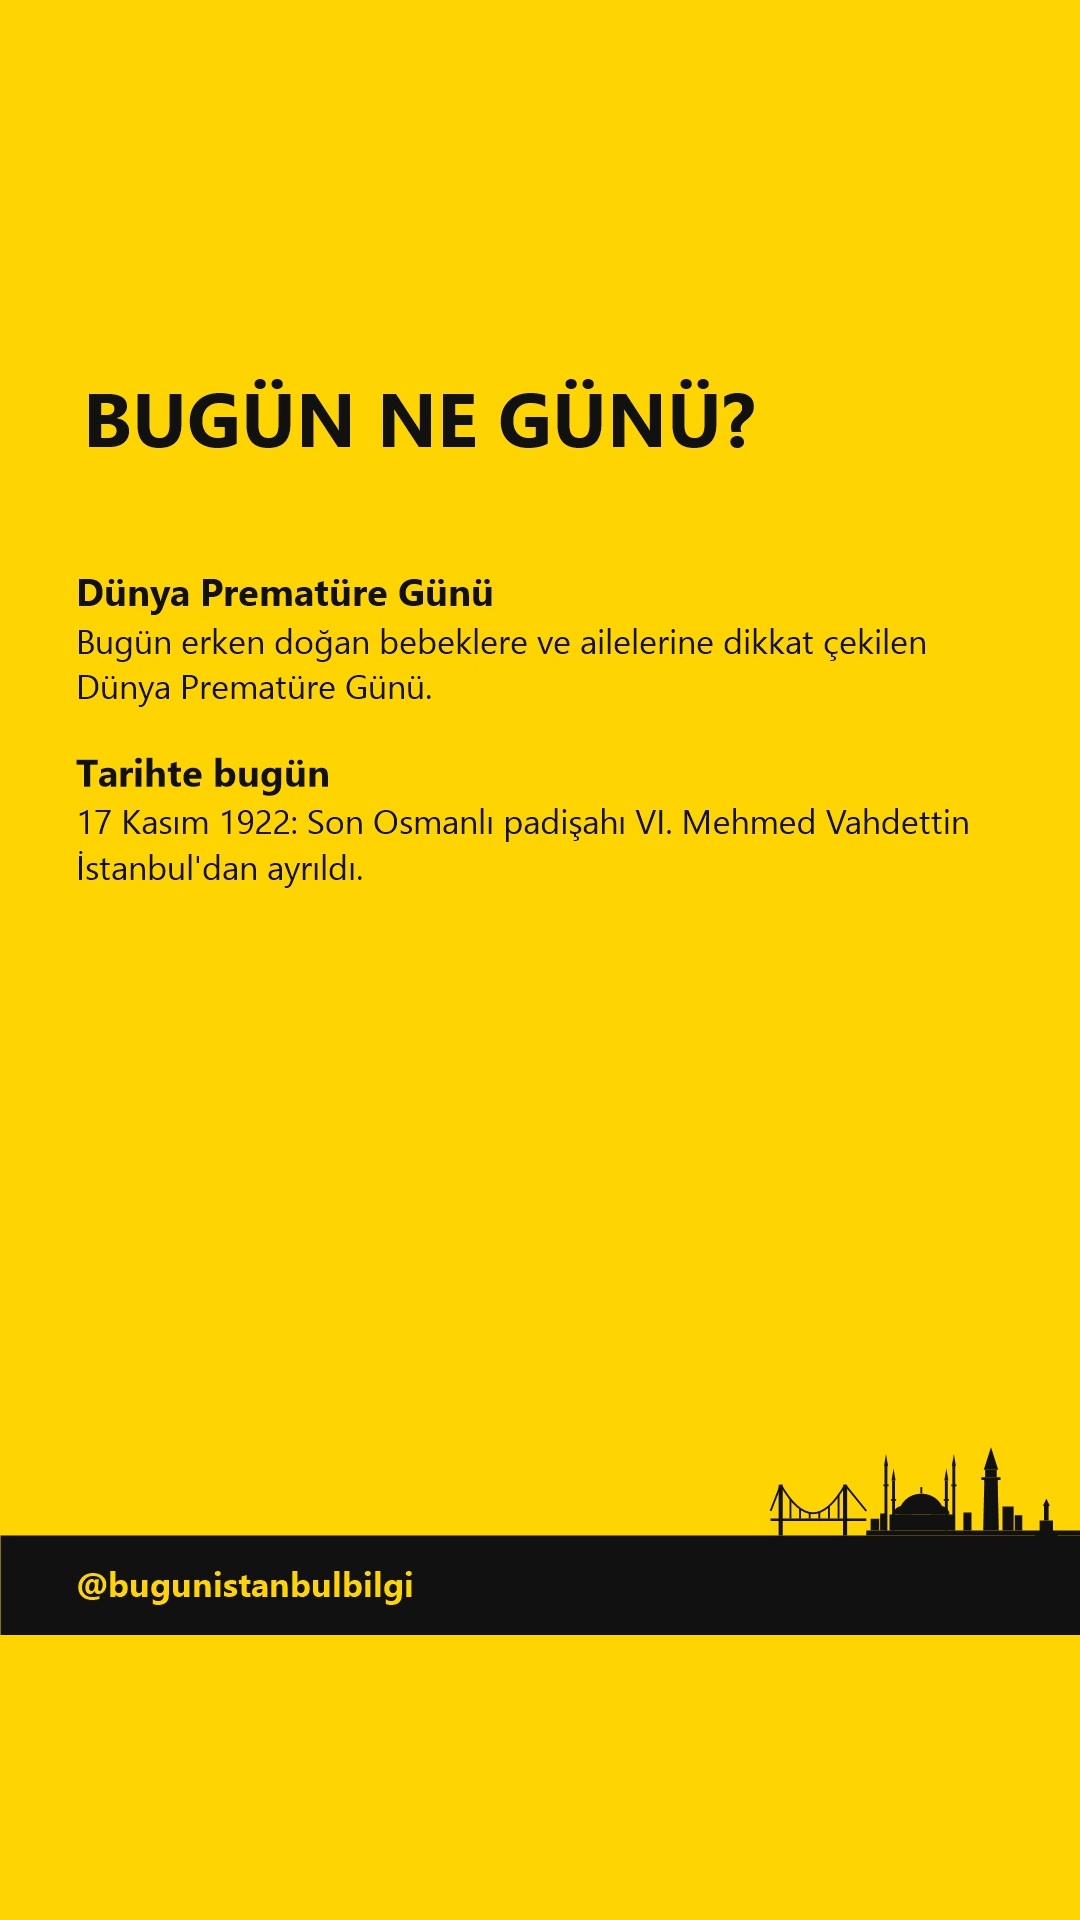 BUGÜN NE GÜNÜ?
Dünya Prematüre Günü
Bugün erken doğan bebeklere ve ailelerine dikkat çekilen
Dünya Prematüre Günü.
Tarihte bugün
17 Kasım 1922: Son Osmanlı padişahı VI. Mehmed Vahdettin
İstanbul'dan ayrıldı.
@bugunistanbulbilgi